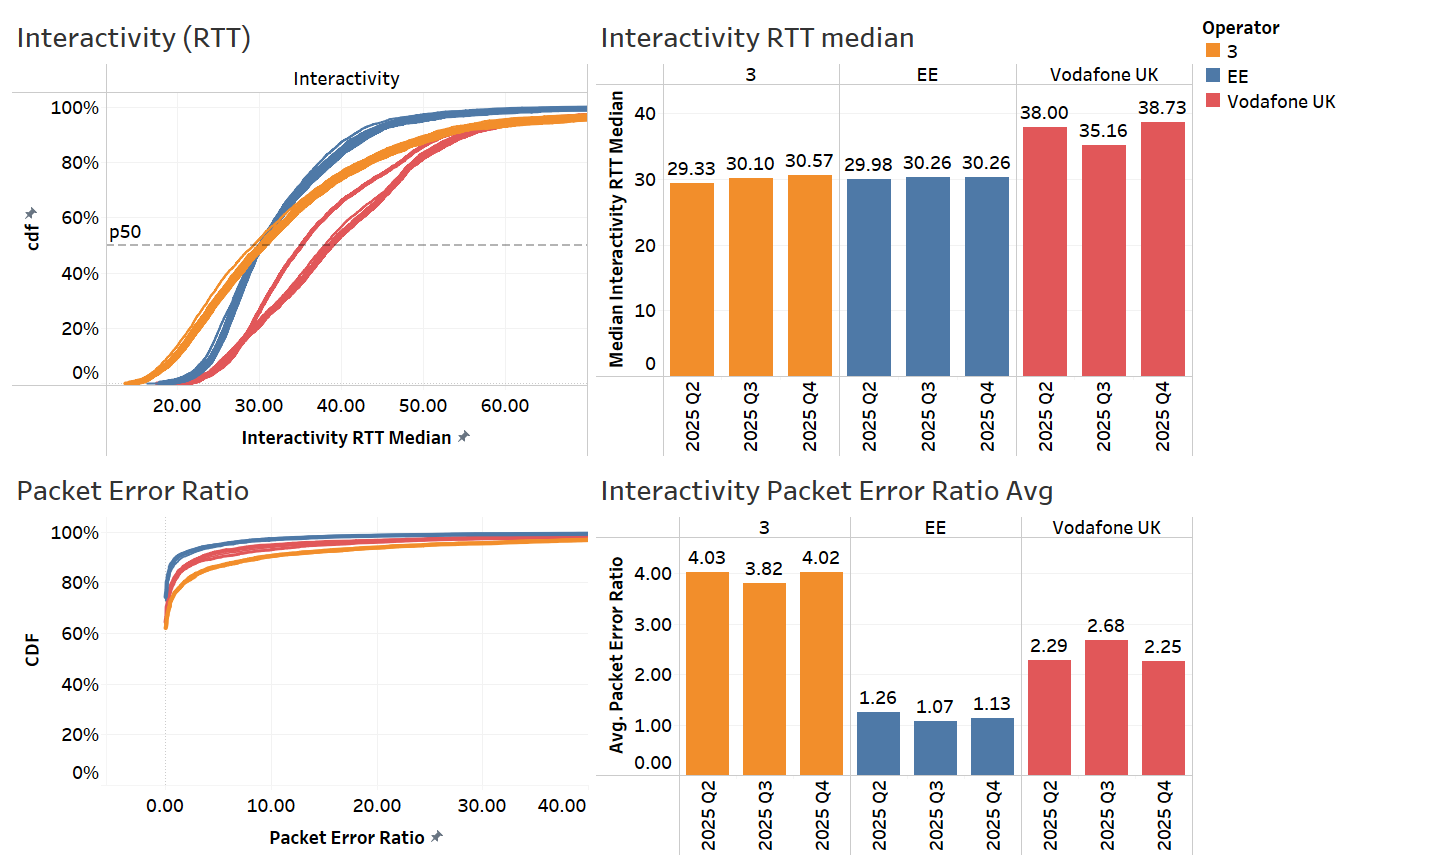 Interactivity (RTT)
Interactivity
100%
80%
60%
40%
20%
0%
p50
cdf
20.00 30.00 40.00 50.00 60.00
Interactivity RTT Median
Interactivity RTT median
3 EE Vodafone UK
Median Interactivity RTT Median
40
30
20
10
0
29.33 30.10 30.57 29.98 30.26 30.26 38.00 35.16 38.73
2025 Q2 2025 Q3 2025 Q4 2025 Q2 2025 Q3 2025 Q4 2025 Q2 2025 Q3 2025 Q4
Operator
3
EE
Vodafone UK
Packet Error Ratio
100%
80%
60%
40%
20%
0%
CDF
0.00 10.00 20.00 30.00 40.00
Packet Error Ratio
Interactivity Packet Error Ratio Avg
3 EE Vodafone UK
Avg. Packet Error Ratio
4.00
3.00
2.00
1.00
0.00
4.03 3.82 4.02 1.26 1.07 1.13 2.29 2.68 2.25
2025 Q2 2025 Q3 2025 Q4 2025 Q2 2025 Q3 2025 Q4 2025 Q2 2025 Q3 2025 Q4